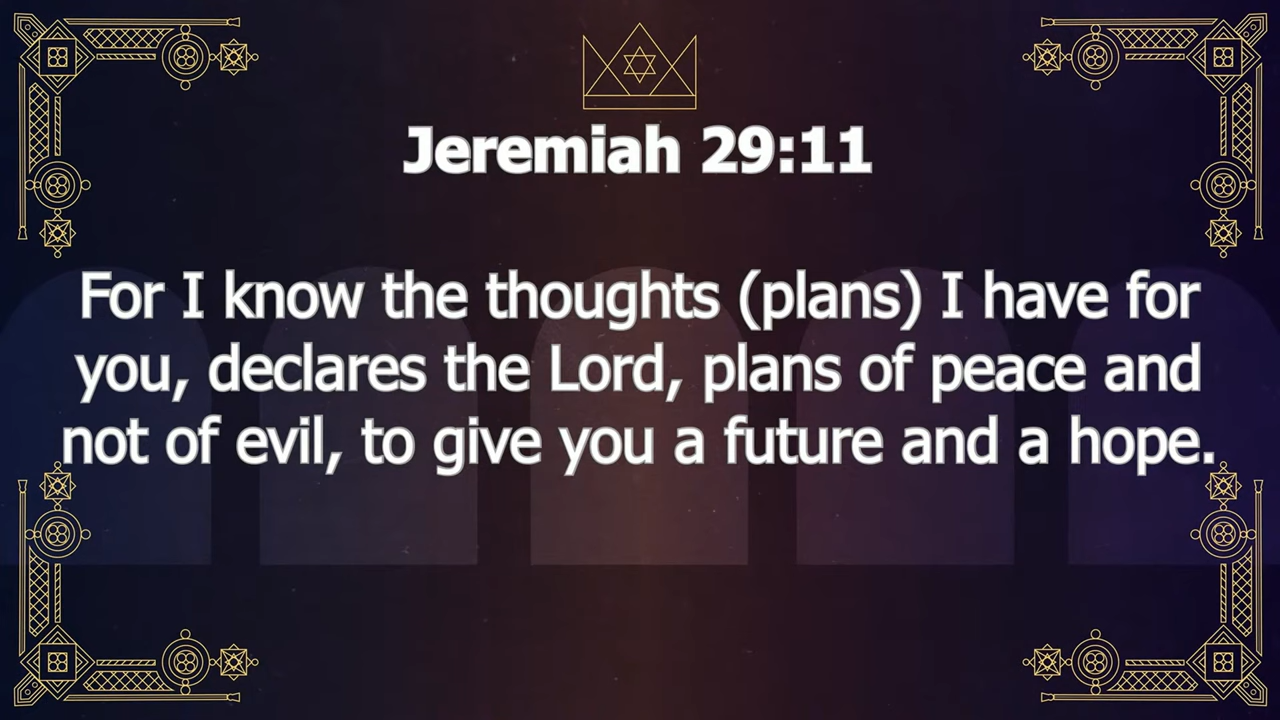 Jeremiah 29:11
For I know the thoughts (plans) I have for
you, declares the Lord, plans of peace and
not of evil, to give you a future and a hope.